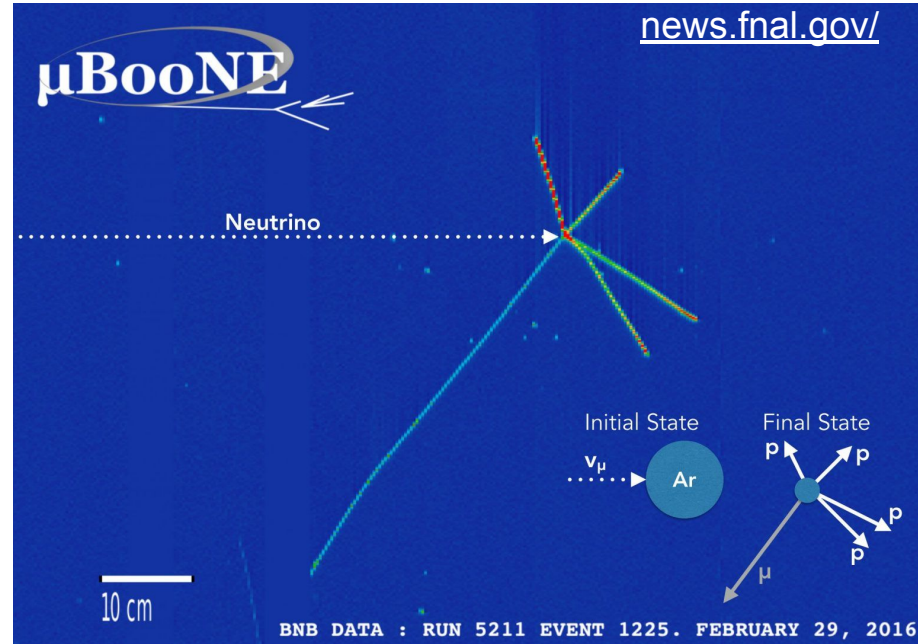 news.fnal.gov/
µBooNE
Neutrino
Initial State
Final State
νμ
Ar
p
p
p
p
μ
10 cm
BNB DATA : RUN 5211 EVENT 1225. FEBRUARY 29, 2016